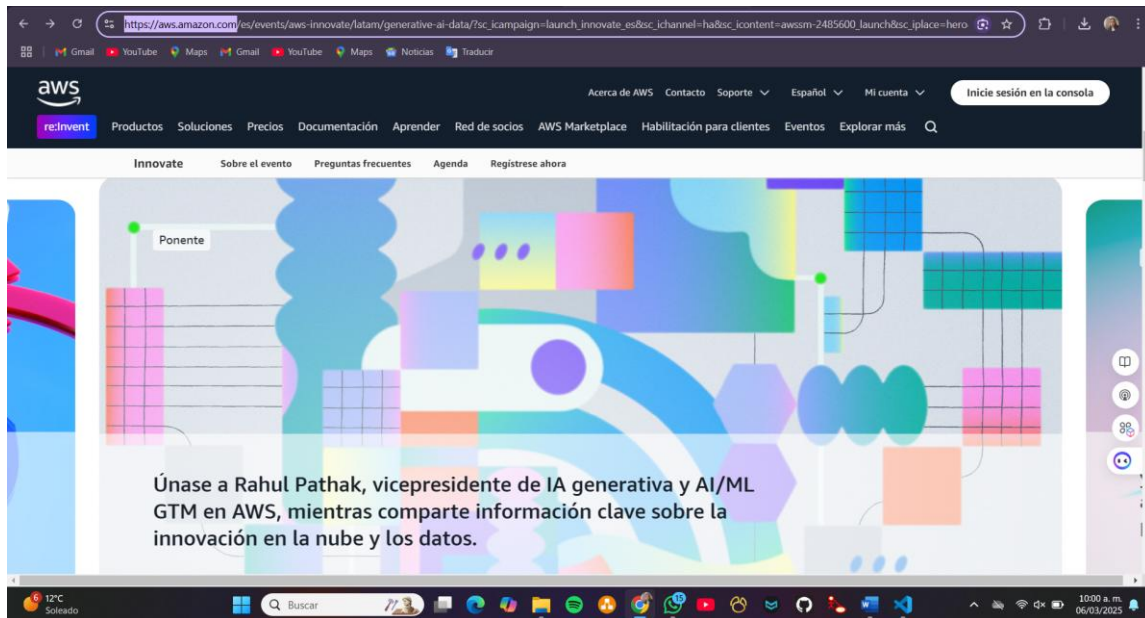 https://aws.amazon.com/es/events/aws-innovate/latam/generative-ai-data/?sc_icampaign=launch_innovate_es&sc_ichannel=ha&sc_icontent=awssm-2485600_launch&sc_iplace=hero
Gmail YouTube Maps Gmail YouTube Maps Noticias Traducir
aws
Acerca de AWS Contacto Soporte Español Mi cuenta Inicie sesión en la consola
re:Invent Productos Soluciones Precios Documentación Aprender Red de socios AWS Marketplace Habilitación para clientes Eventos Explorar más
Innovate Sobre el evento Preguntas frecuentes Agenda Regístrese ahora
Ponente
Únase a Rahul Pathak, vicepresidente de IA generativa y AI/ML
GTM en AWS, mientras comparte información clave sobre la
innovación en la nube y los datos.
6 12°C
Soleado
Buscar
15
10:00 a. m.
06/03/2025